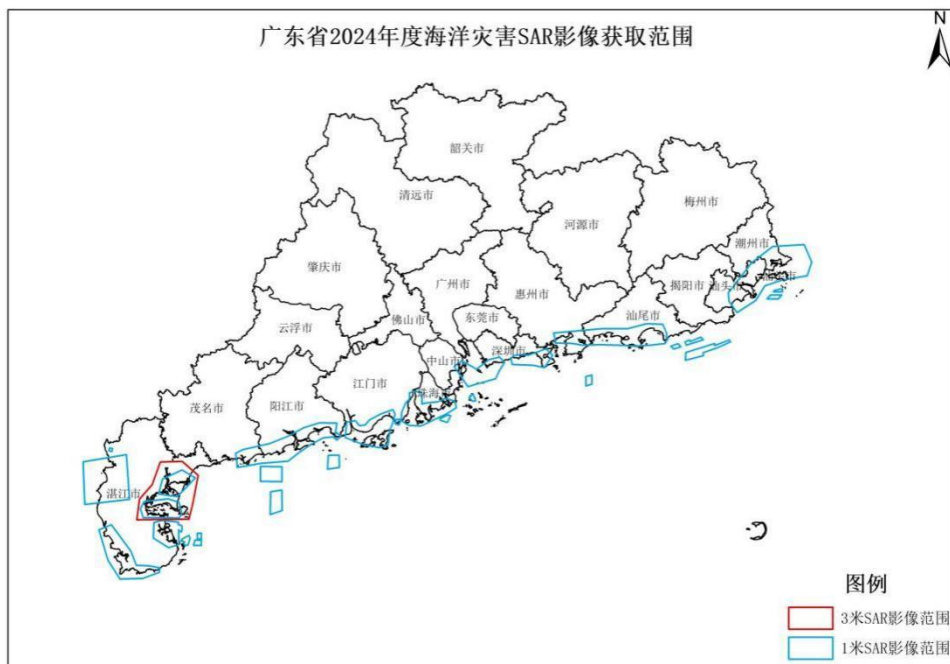 广东省2024年度海洋灾害SAR影像获取范围
N
韶关市
清远市
梅州市
河源市
潮州市
肇庆市
广州市
惠州市
揭阳市
汕头市
云浮市
佛山市
东莞市
汕尾市
深圳市
中山市
江门市
珠海市
茂名市
阳江市
湛江市
图例
3米SAR影像范围
1米SAR影像范围